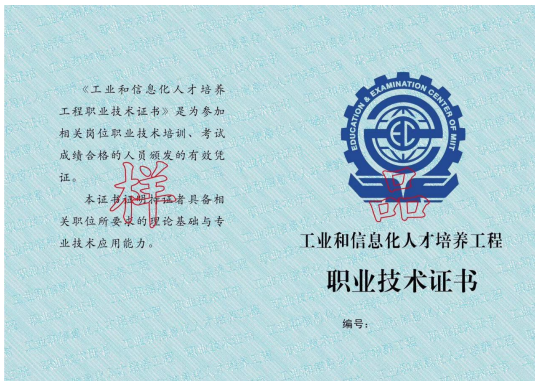 《工业和信息化人才培养
工程职业技术证书》是为参加
相关岗位职业技术培训、考试
成绩合格的人员颁发的有效凭
证。
本证书证明持证者具备相
关职位所要求的理论基础与专
业技术应用能力。
样
EDUCATION & EXAMINATION CENTER OF MIIT
EC
品
工业和信息化人才培养工程
职业技术证书
编号: